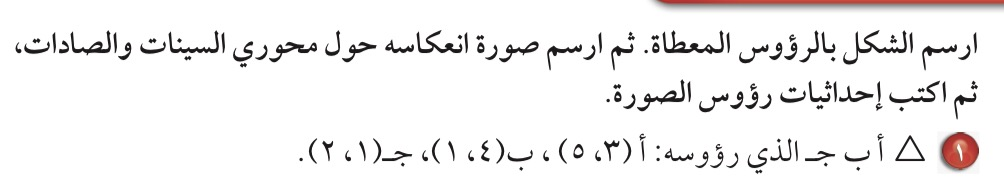 ارسم الشكل بالرؤوس المعطاة. ثم ارسم صورة انعكاسه حول محوري السينات والصادات،
ثم اكتب إحداثيات رؤوس الصورة.
١ △ أ ب جـ الذي رؤوسه: أ (٣، ٥) ، ب(٤، ١)، جـ(١، ٢).